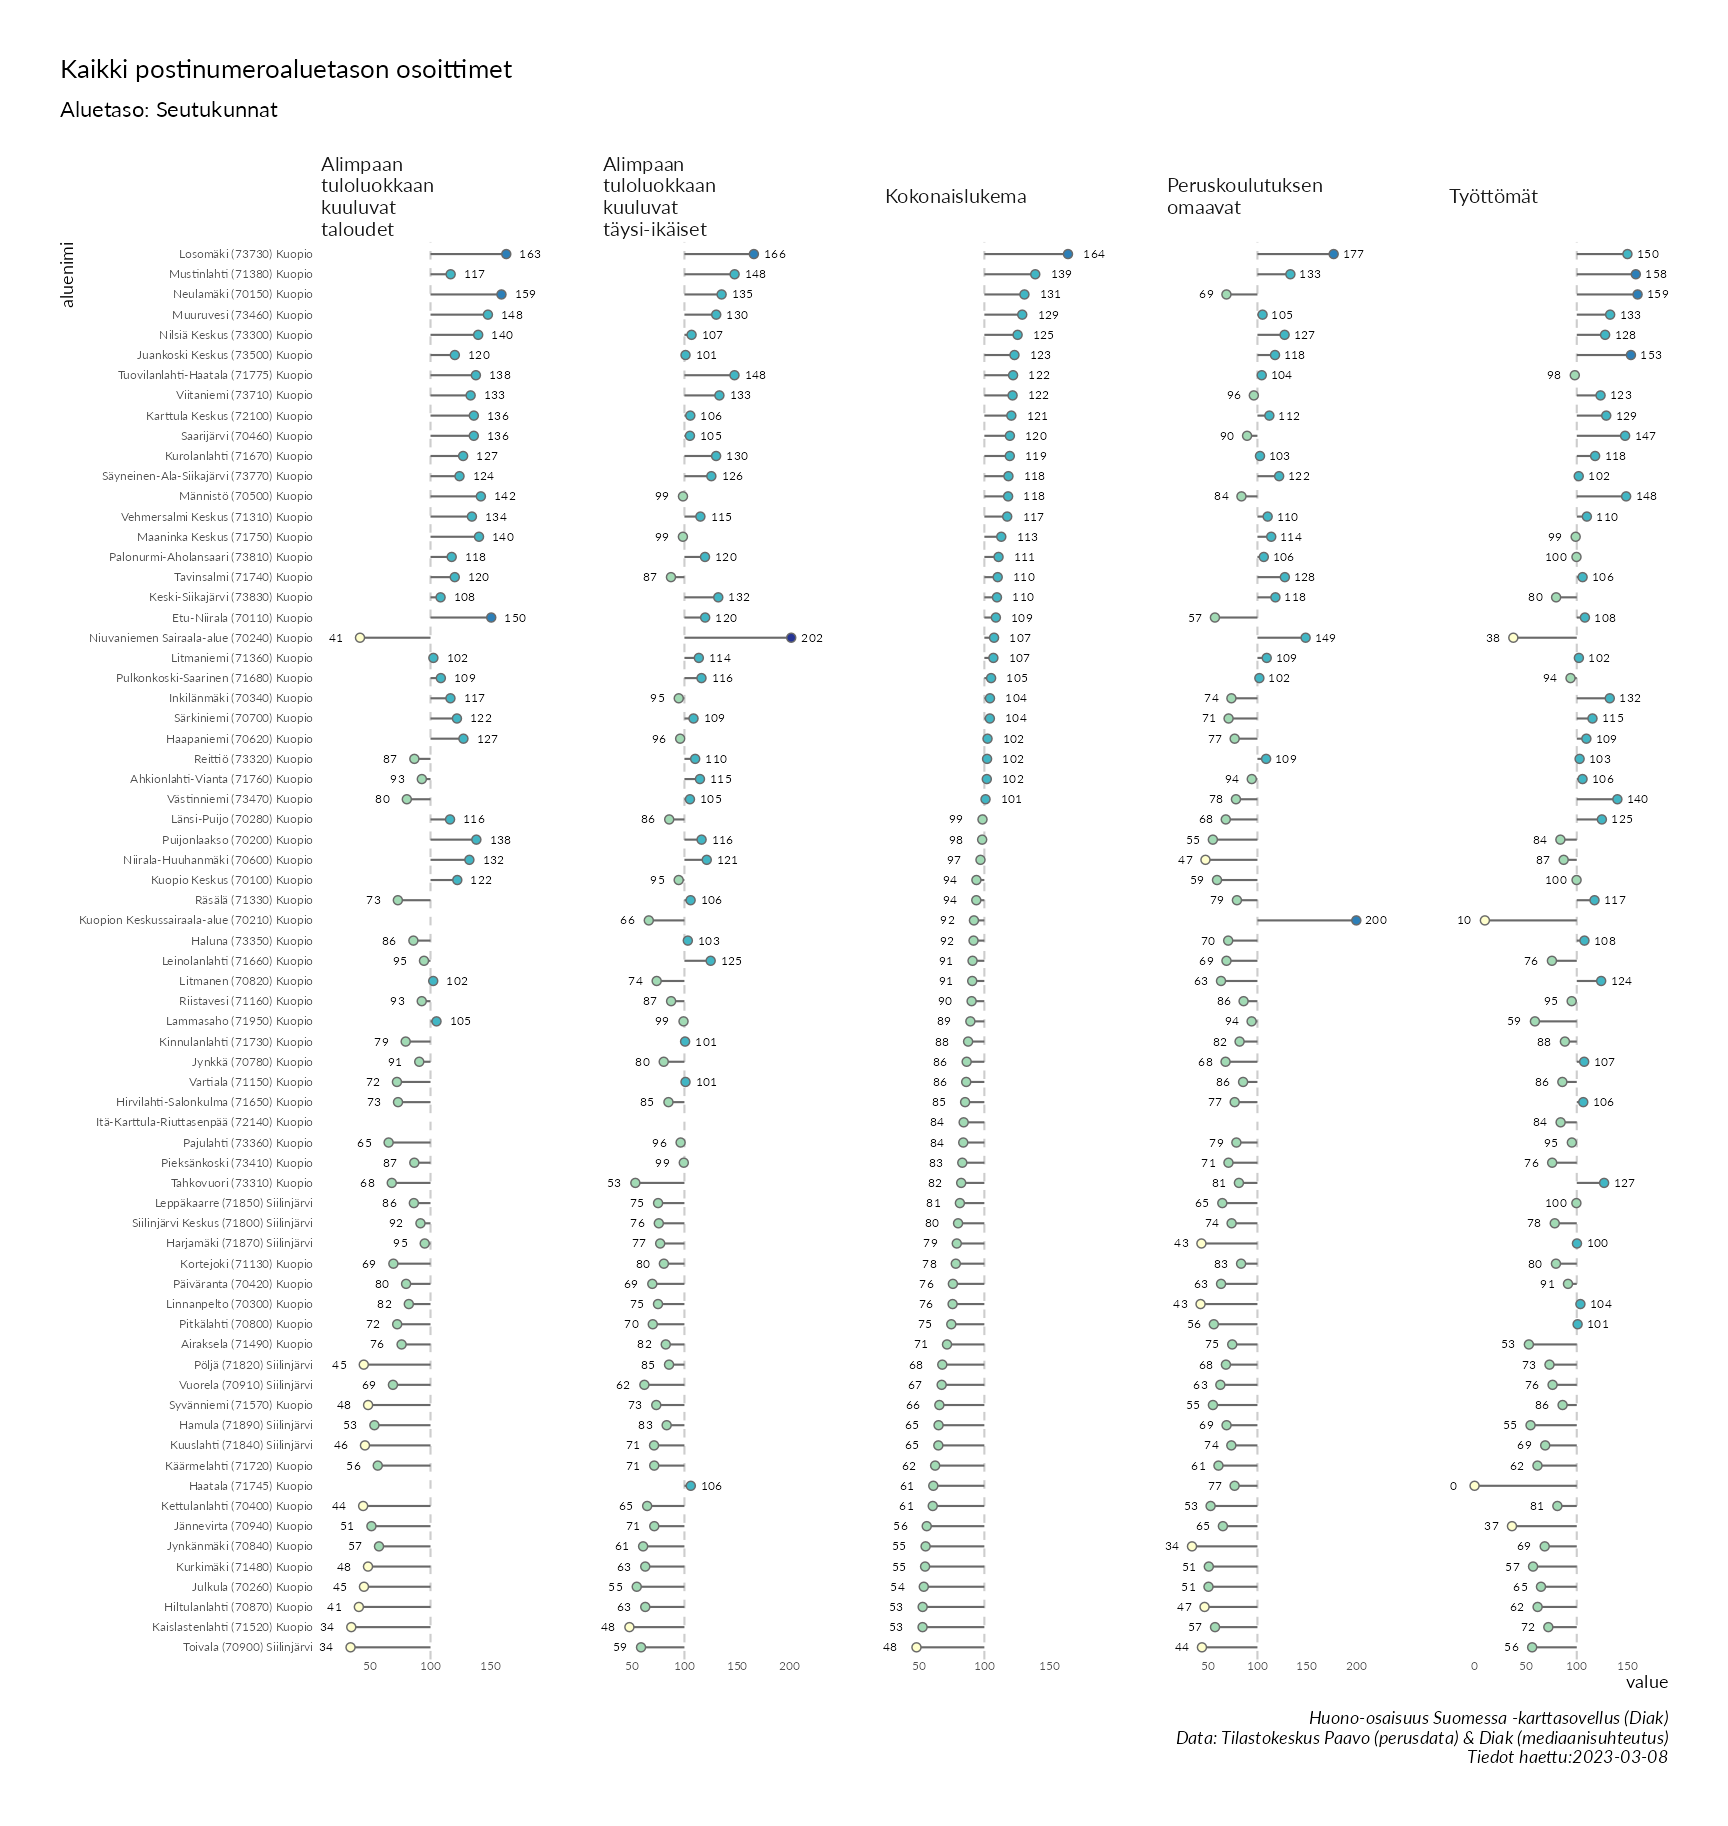 Kaikki postinumeroaluetason osoittimet
Aluetaso: Seutukunnat
Alimpaan
tuloluokkaan
kuuluvat
taloudet
Alimpaan
tuloluokkaan
kuuluvat
täysi-ikäiset
Kokonaislukema
Peruskoulutuksen
omaavat
Työttömät
aluenimi
Losomäki (73730) Kuopio 163 166 164 177 150
Mustinlahti (71380) Kuopio 117 148 139 133 158
Neulamäki (70150) Kuopio 159 135 131 69 159
Muuruvesi (73460) Kuopio 148 130 129 105 133
Nilsiä Keskus (73300) Kuopio 140 107 125 127 128
Juankoski Keskus (73500) Kuopio 120 101 123 118 153
Tuovilanlahti-Haatala (71775) Kuopio 138 148 122 104 98
Viitaniemi (73710) Kuopio 133 133 122 96 123
Karttula Keskus (72100) Kuopio 136 106 121 112 129
Saarijärvi (70460) Kuopio 136 105 120 90 147
Kurolanlahti (71670) Kuopio 127 130 119 103 118
Säyneinen-Ala-Siikajärvi (73770) Kuopio 124 126 118 122 102
Männistö (70500) Kuopio 142 99 118 84 148
Vehmersalmi Keskus (71310) Kuopio 134 115 117 110 110
Maaninka Keskus (71750) Kuopio 140 99 113 114 99
Palonurmi-Aholansaari (73810) Kuopio 118 120 111 106 100
Tavinsalmi (71740) Kuopio 120 87 110 128 106
Keski-Siikajärvi (73830) Kuopio 108 132 110 118 80
Etu-Niirala (70110) Kuopio 150 120 109 57 108
Niuvaniemen Sairaala-alue (70240) Kuopio 41 202 107 149 38
Litmaniemi (71360) Kuopio 102 114 107 109 102
Pulkonkoski-Saarinen (71680) Kuopio 109 116 105 102 94
Inkilänmäki (70340) Kuopio 117 95 104 74 132
Särkiniemi (70700) Kuopio 122 109 104 71 115
Haapaniemi (70620) Kuopio 127 96 102 77 109
Reittiö (73320) Kuopio 87 110 102 109 103
Ahkionlahti-Vianta (71760) Kuopio 93 115 102 94 106
Västinniemi (73470) Kuopio 80 105 101 78 140
Länsi-Puijo (70280) Kuopio 116 86 99 68 125
Puijonlaakso (70200) Kuopio 138 116 98 55 84
Niirala-Huuhanmäki (70600) Kuopio 132 121 97 47 87
Kuopio Keskus (70100) Kuopio 122 95 94 59 100
Räsälä (71330) Kuopio 73 106 94 79 117
Kuopion Keskussairaala-alue (70210) Kuopio 66 92 200 10
Haluna (73350) Kuopio 86 103 92 70 108
Leinolanlahti (71660) Kuopio 95 125 91 69 76
Litmanen (70820) Kuopio 102 74 91 63 124
Riistavesi (71160) Kuopio 93 87 90 86 95
Lammasaho (71950) Kuopio 105 99 89 94 59
Kinnulanlahti (71730) Kuopio 79 101 88 82 88
Jynkkä (70780) Kuopio 91 80 86 68 107
Vartiala (71150) Kuopio 72 101 86 86 86
Hirvilahti-Salonkulma (71650) Kuopio 73 85 85 77 106
Itä-Karttula-Riuttasenpää (72140) Kuopio 84 84
Pajulahti (73360) Kuopio 65 96 84 79 95
Pieksänkoski (73410) Kuopio 87 99 83 71 76
Tahkovuori (73310) Kuopio 68 53 82 81 127
Leppäkaarre (71850) Siilinjärvi 86 75 81 65 100
Siilinjärvi Keskus (71800) Siilinjärvi 92 76 80 74 78
Harjamäki (71870) Siilinjärvi 95 77 79 43 100
Kortejoki (71130) Kuopio 69 80 78 83 80
Päiväranta (70420) Kuopio 80 69 76 63 91
Linnanpelto (70300) Kuopio 82 75 76 43 104
Pitkälahti (70800) Kuopio 72 70 75 56 101
Airaksela (71490) Kuopio 76 82 71 75 53
Pöljä (71820) Siilinjärvi 45 85 68 68 73
Vuorela (70910) Siilinjärvi 69 62 67 63 76
Syvänniemi (71570) Kuopio 48 73 66 55 86
Hamula (71890) Siilinjärvi 53 83 65 69 55
Kuuslahti (71840) Siilinjärvi 46 71 65 74 69
Käärmelahti (71720) Kuopio 56 71 62 61 62
Haatala (71745) Kuopio 106 61 77 0
Kettulanlahti (70400) Kuopio 44 65 61 53 81
Jännevirta (70940) Kuopio 51 71 56 65 37
Jynkänmäki (70840) Kuopio 57 61 55 34 69
Kurkimäki (71480) Kuopio 48 63 55 51 57
Julkula (70260) Kuopio 45 55 54 51 65
Hiltulanlahti (70870) Kuopio 41 63 53 47 62
Kaislastenlahti (71520) Kuopio 34 48 53 57 72
Toivala (70900) Siilinjärvi 34 59 48 44 56
50 100 150 50 100 150 200 50 100 150 50 100 150 200 0 50 100 150
value
Huono-osaisuus Suomessa -karttasovellus (Diak)
Data: Tilastokeskus Paavo (perusdata) & Diak (mediaanisuhteutus)
Tiedot haettu:2023-03-08